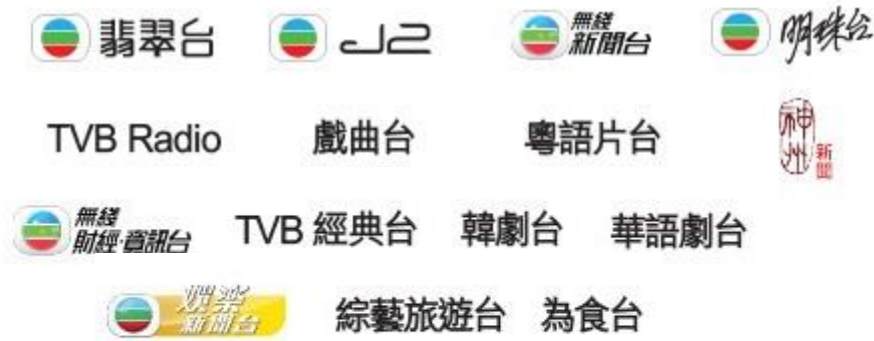 翡翠台 J2 無綫新聞台 明珠台
TVB Radio 戲曲台 粵語片台 神州新聞
無綫財經·資訊台 TVB 經典台 韓劇台 華語劇台
娛樂新聞台 綜藝旅遊台 為食台